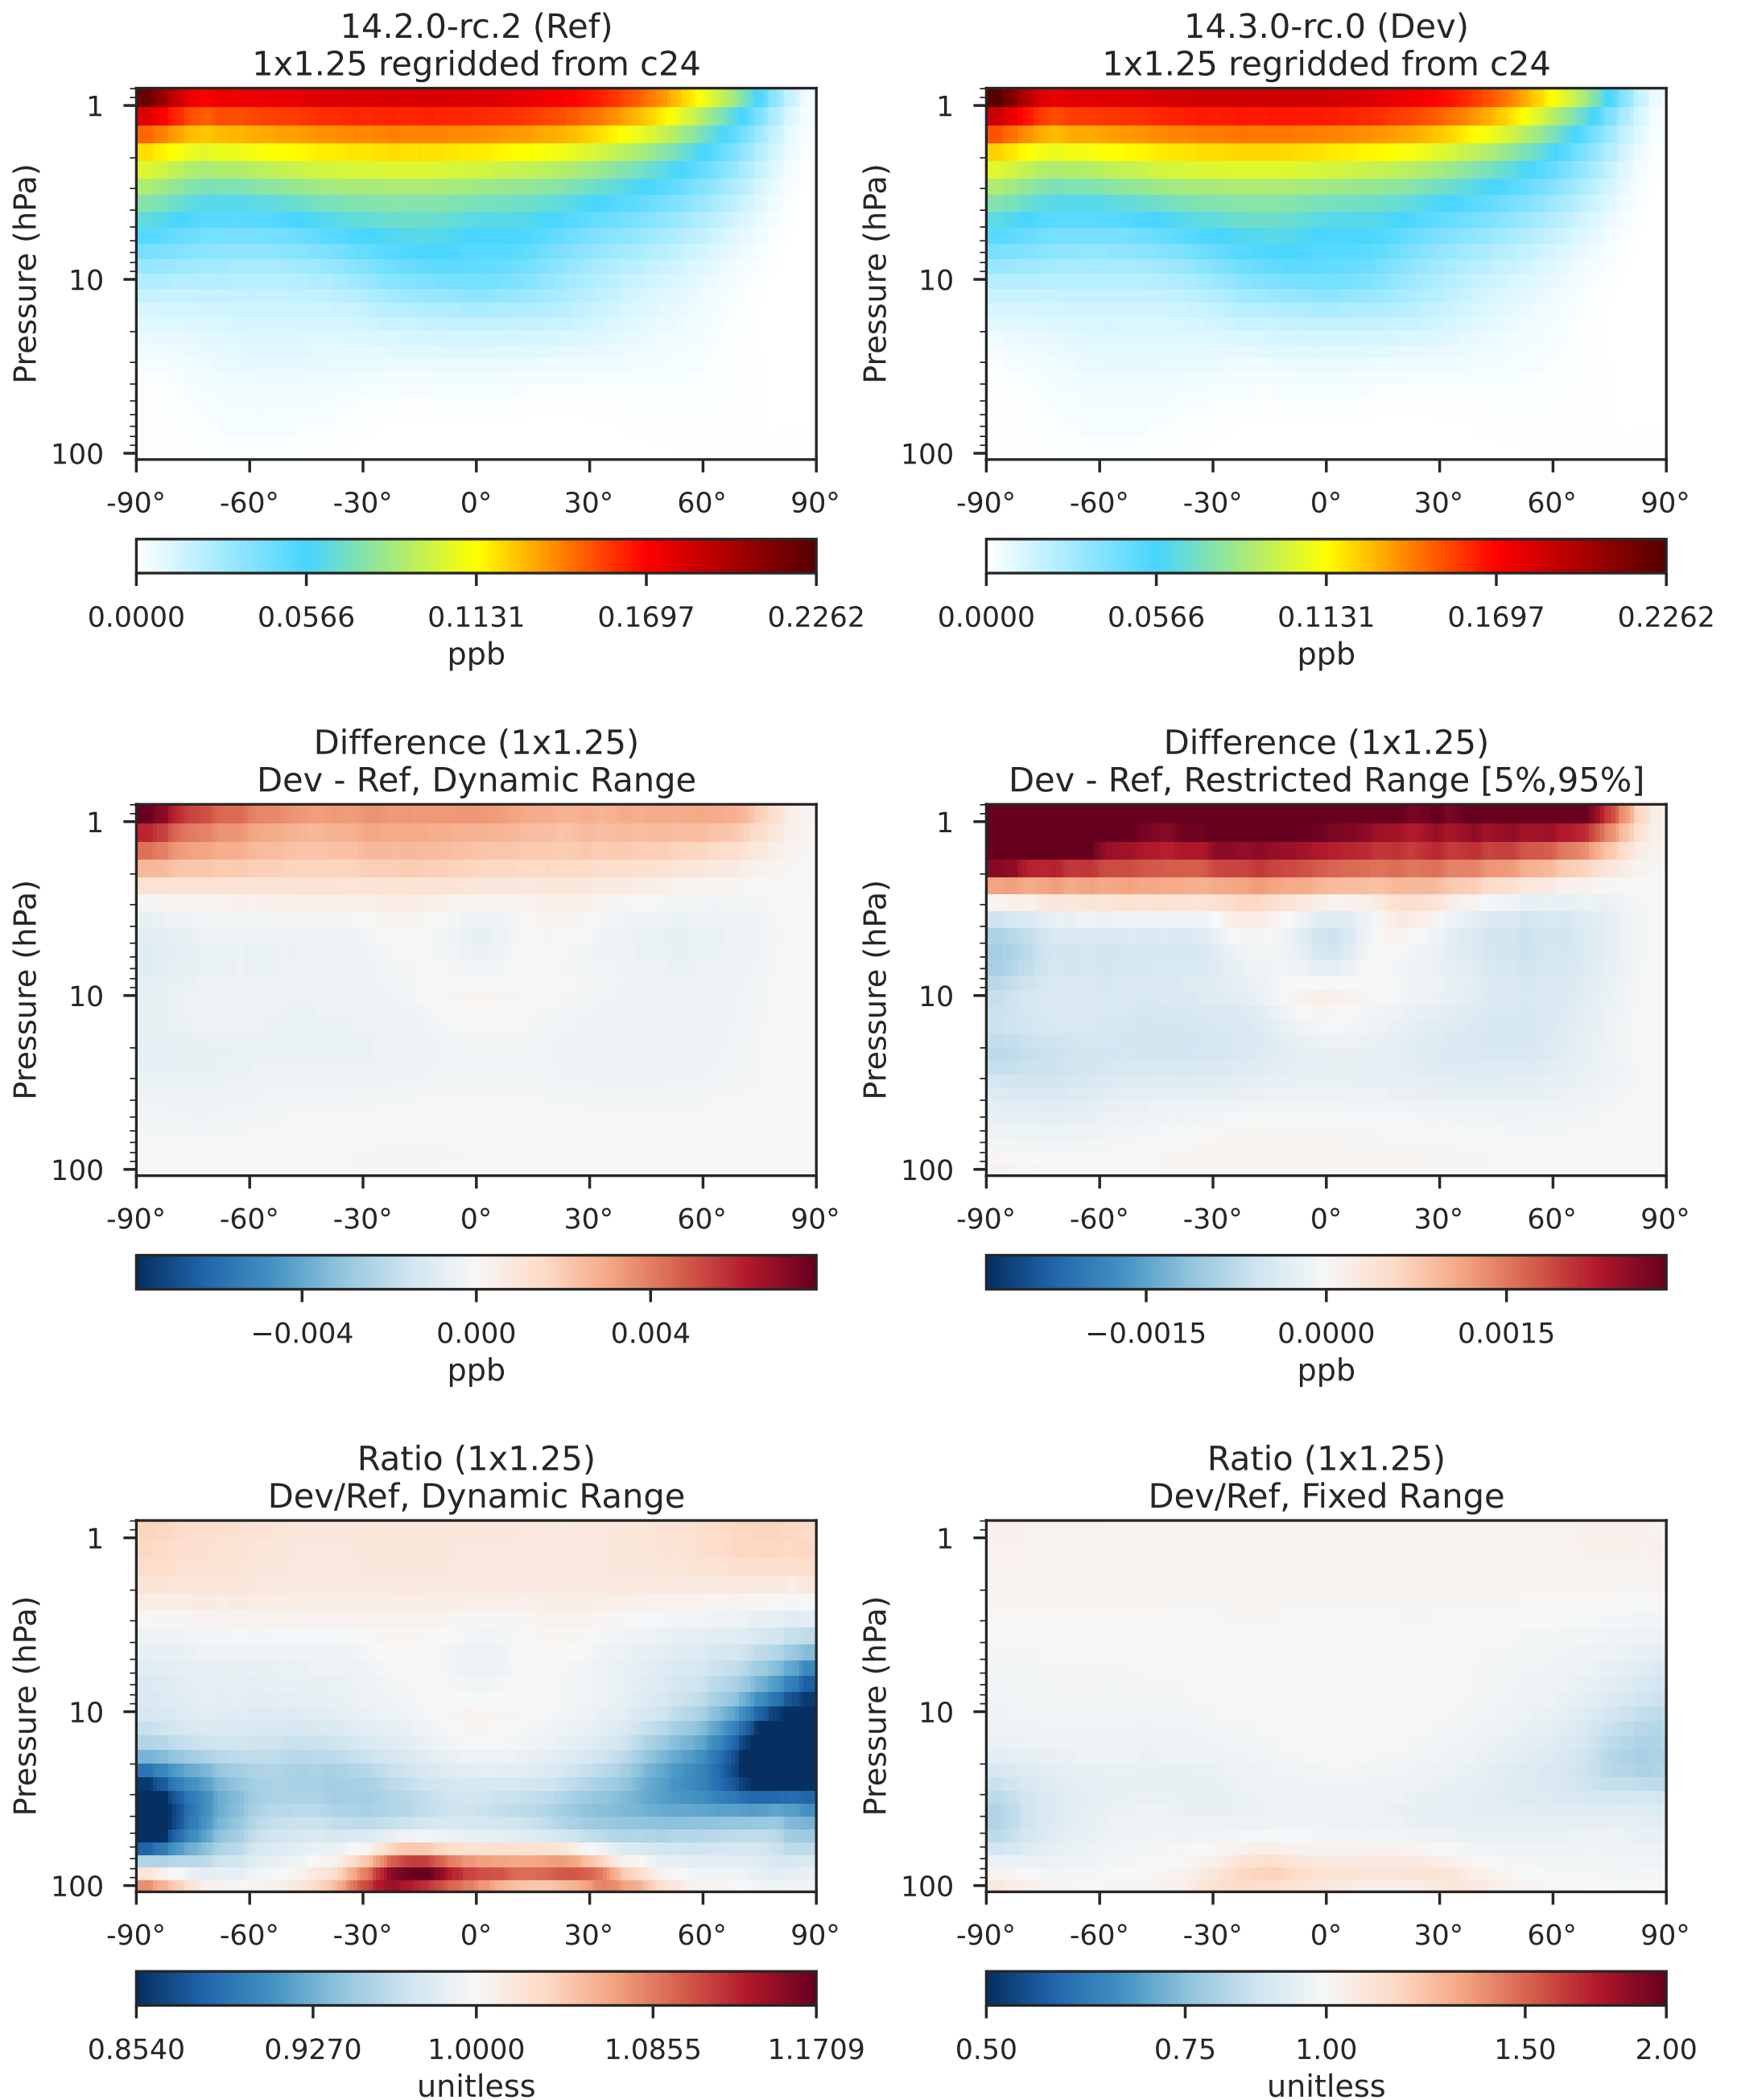 14.2.0-rc.2 (Ref)
1x1.25 regridded from c24
Pressure (hPa)
1
10
100
-90° -60° -30° 0° 30° 60° 90°
0.0000 0.0566 0.1131 0.1697 0.2262
ppb
14.3.0-rc.0 (Dev)
1x1.25 regridded from c24
Pressure (hPa)
1
10
100
-90° -60° -30° 0° 30° 60° 90°
0.0000 0.0566 0.1131 0.1697 0.2262
ppb
Difference (1x1.25)
Dev - Ref, Dynamic Range
Pressure (hPa)
1
10
100
-90° -60° -30° 0° 30° 60° 90°
−0.004 0.000 0.004
ppb
Difference (1x1.25)
Dev - Ref, Restricted Range [5%,95%]
Pressure (hPa)
1
10
100
-90° -60° -30° 0° 30° 60° 90°
−0.0015 0.0000 0.0015
ppb
Ratio (1x1.25)
Dev/Ref, Dynamic Range
Pressure (hPa)
1
10
100
-90° -60° -30° 0° 30° 60° 90°
0.8540 0.9270 1.0000 1.0855 1.1709
unitless
Ratio (1x1.25)
Dev/Ref, Fixed Range
Pressure (hPa)
1
10
100
-90° -60° -30° 0° 30° 60° 90°
0.50 0.75 1.00 1.50 2.00
unitless